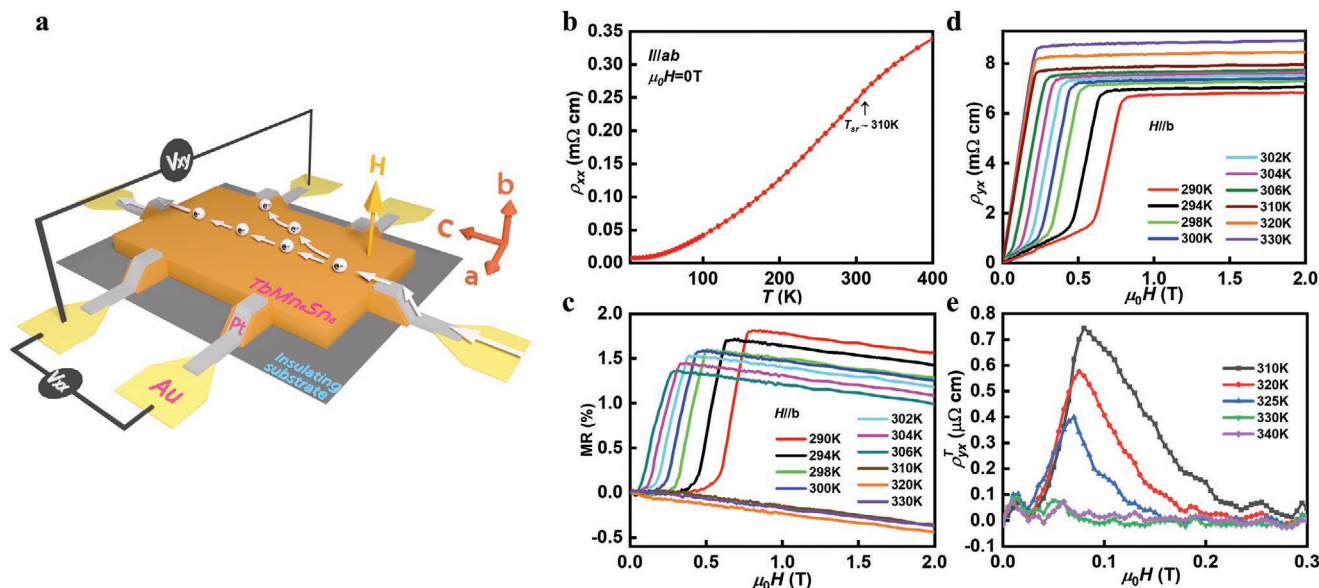 a
Vxy
H
b
c
a
TbMn₆Sn₆
Pt
Insulating
substrate
Au
Vxx
b
I//ab
μ0H=0T
Tsr ~ 310K
ρxx (mΩ cm)
0.35
0.30
0.25
0.20
0.15
0.10
0.05
0.00
100
200
300
400
T (K)
c
MR (%)
2.0
1.5
1.0
0.5
0.0
-0.5
H//b
290K
294K
298K
300K
302K
304K
306K
310K
320K
330K
0.0
0.5
1.0
1.5
2.0
μ0H (T)
d
ρyx (mΩ cm)
8
6
4
2
0
H//b
290K
294K
298K
300K
302K
304K
306K
310K
320K
330K
0.0
0.5
1.0
1.5
2.0
μ0H (T)
e
ρTyx (μΩ cm)
0.8
0.7
0.6
0.5
0.4
0.3
0.2
0.1
0.0
-0.1
310K
320K
325K
330K
340K
0.0
0.1
0.2
0.3
μ0H (T)